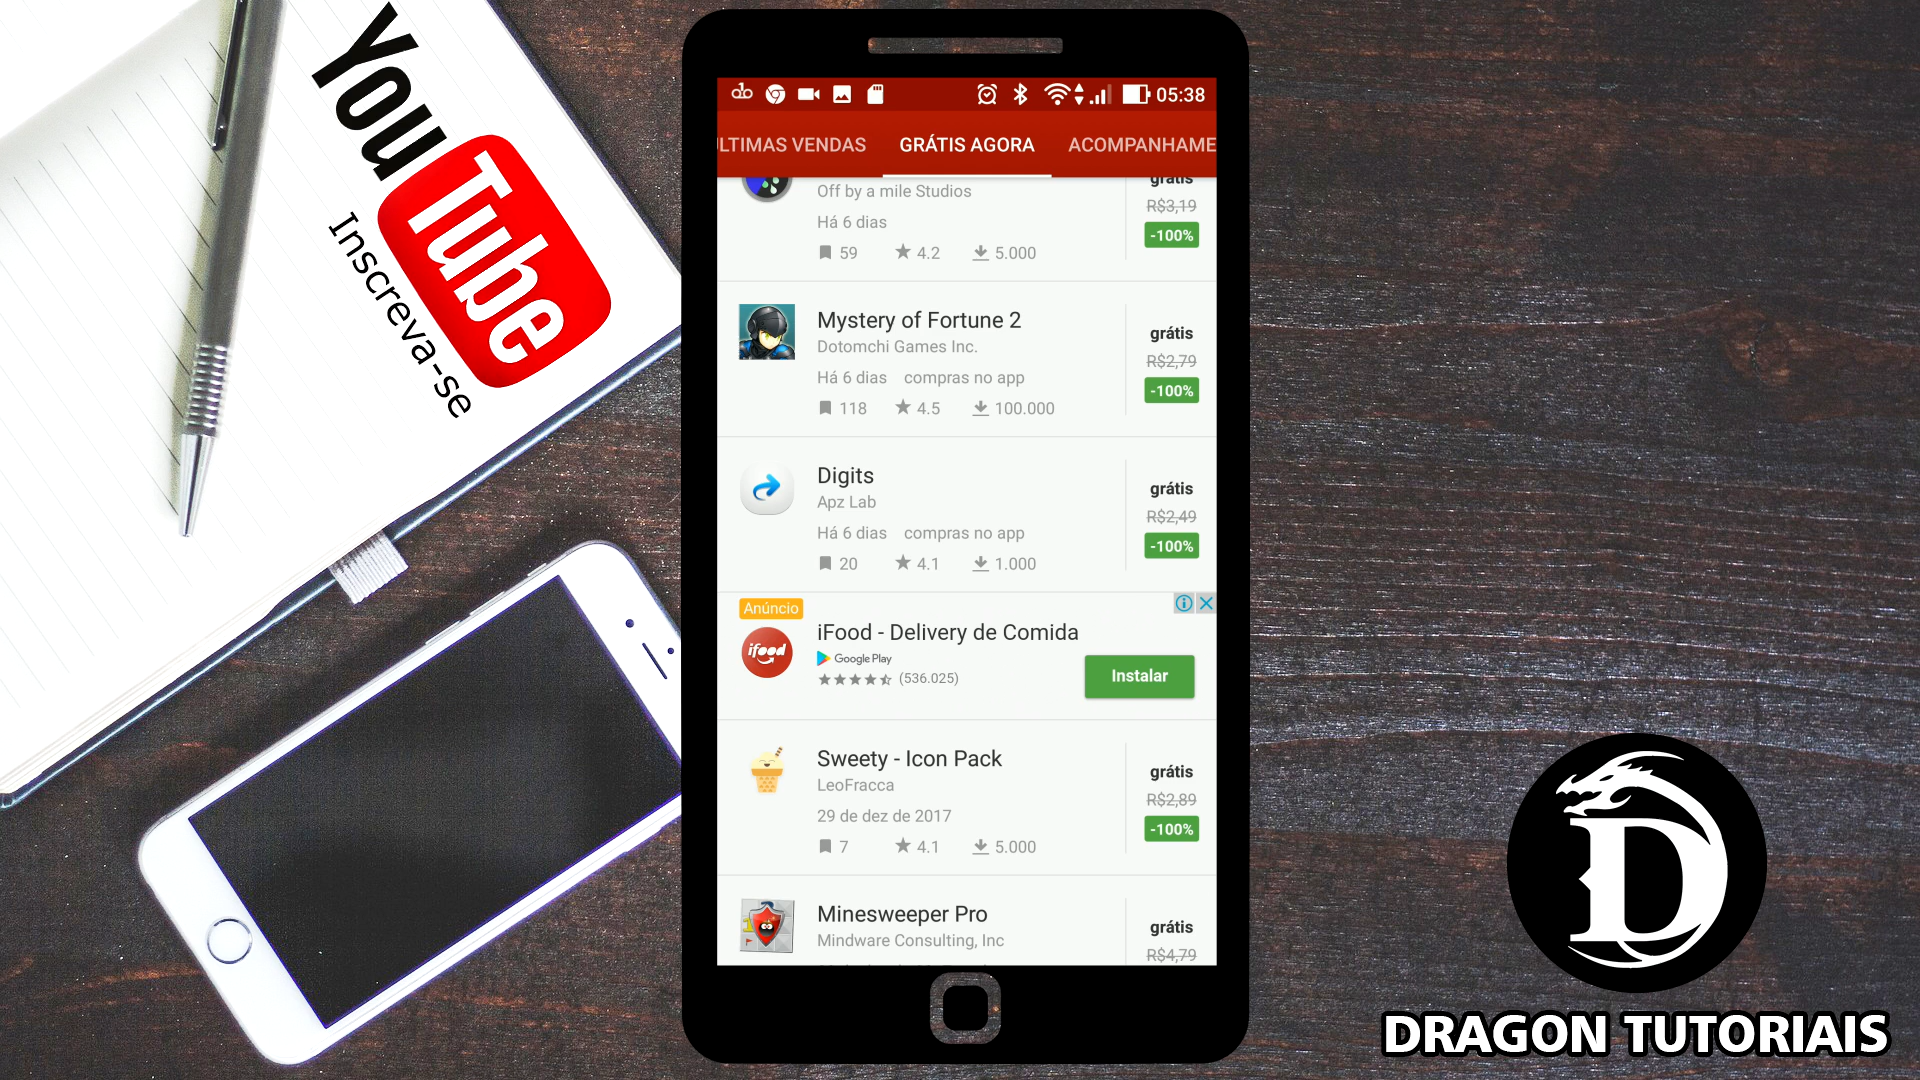 YouTube
Inscreva-se
05:38
LTIMAS VENDAS GRÁTIS AGORA ACOMPANHAME
Off by a mile Studios
Há 6 dias
59 4.2 5.000
grátis
R$3,19
-100%
Mystery of Fortune 2
Dotomchi Games Inc.
Há 6 dias compras no app
118 4.5 100.000
grátis
R$2,79
-100%
Digits
Apz Lab
Há 6 dias compras no app
20 4.1 1.000
grátis
R$2,49
-100%
Anúncio
ifood
iFood - Delivery de Comida
Google Play
(536.025)
Instalar
Sweety - Icon Pack
LeoFracca
29 de dez de 2017
7 4.1 5.000
grátis
R$2,89
-100%
Minesweeper Pro
Mindware Consulting, Inc
grátis
R$4,79
D
DRAGON TUTORIAIS